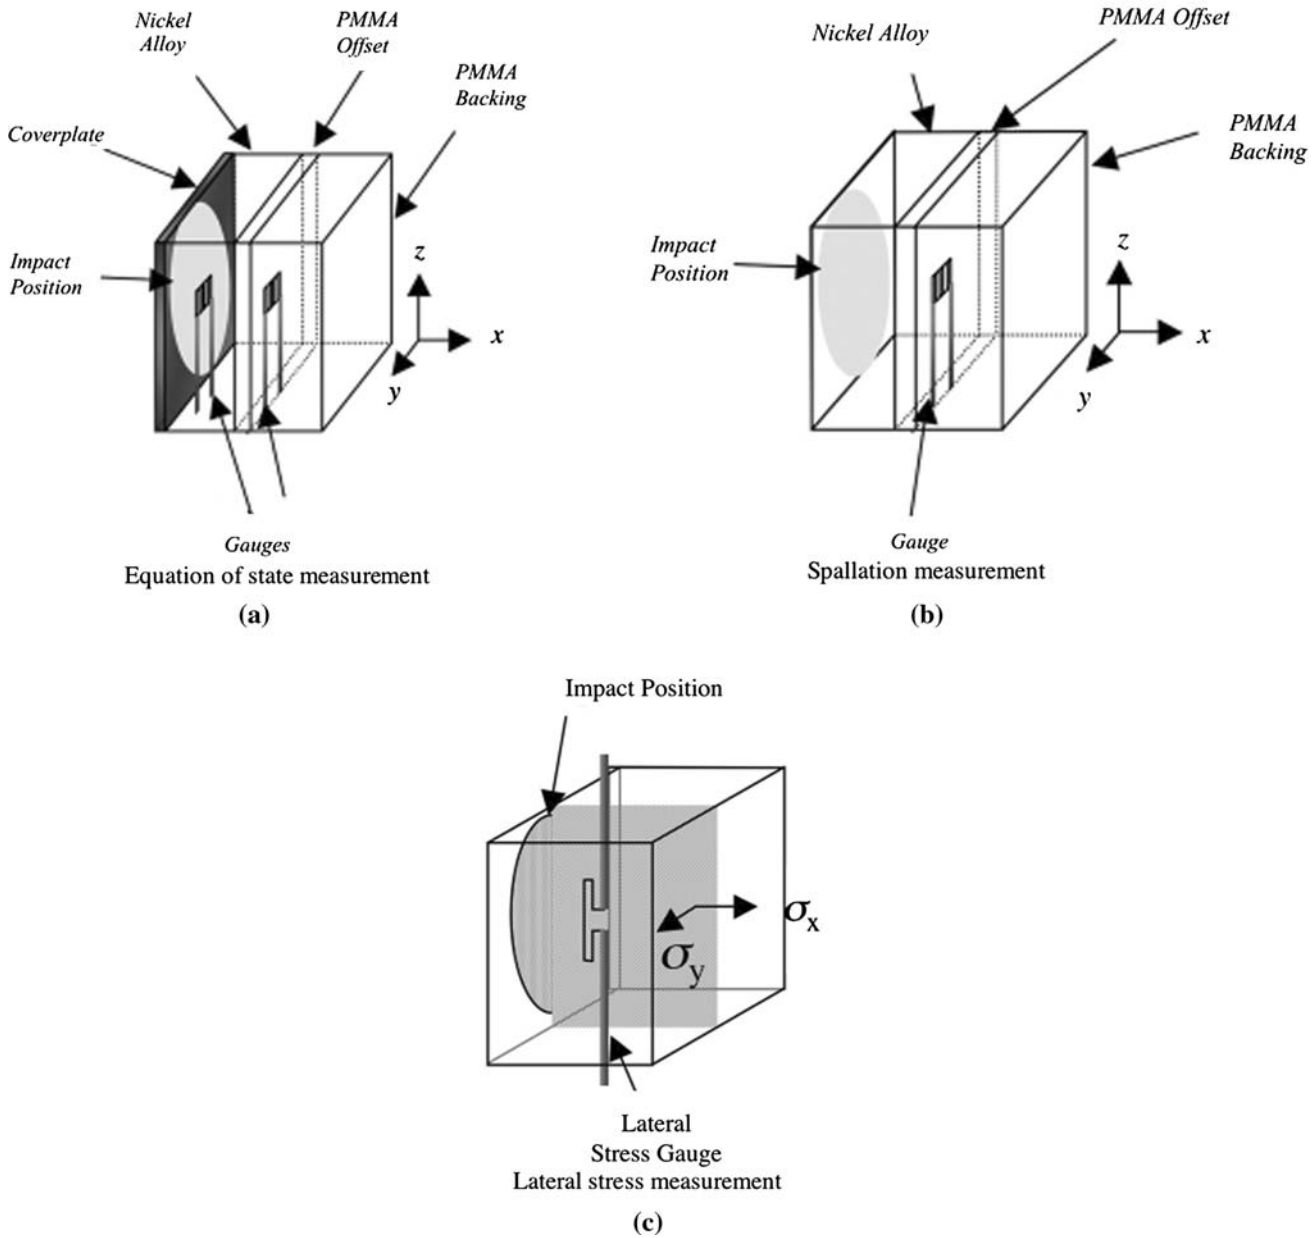 Nickel
Alloy
PMMA
Offset
PMMA
Backing
Coverplate
Impact
Position
z
x
y
Gauges
Equation of state measurement
(a)
Nickel Alloy
PMMA Offset
PMMA
Backing
Impact
Position
z
x
y
Gauge
Spallation measurement
(b)
Impact Position
σx
σy
Lateral
Stress Gauge
Lateral stress measurement
(c)